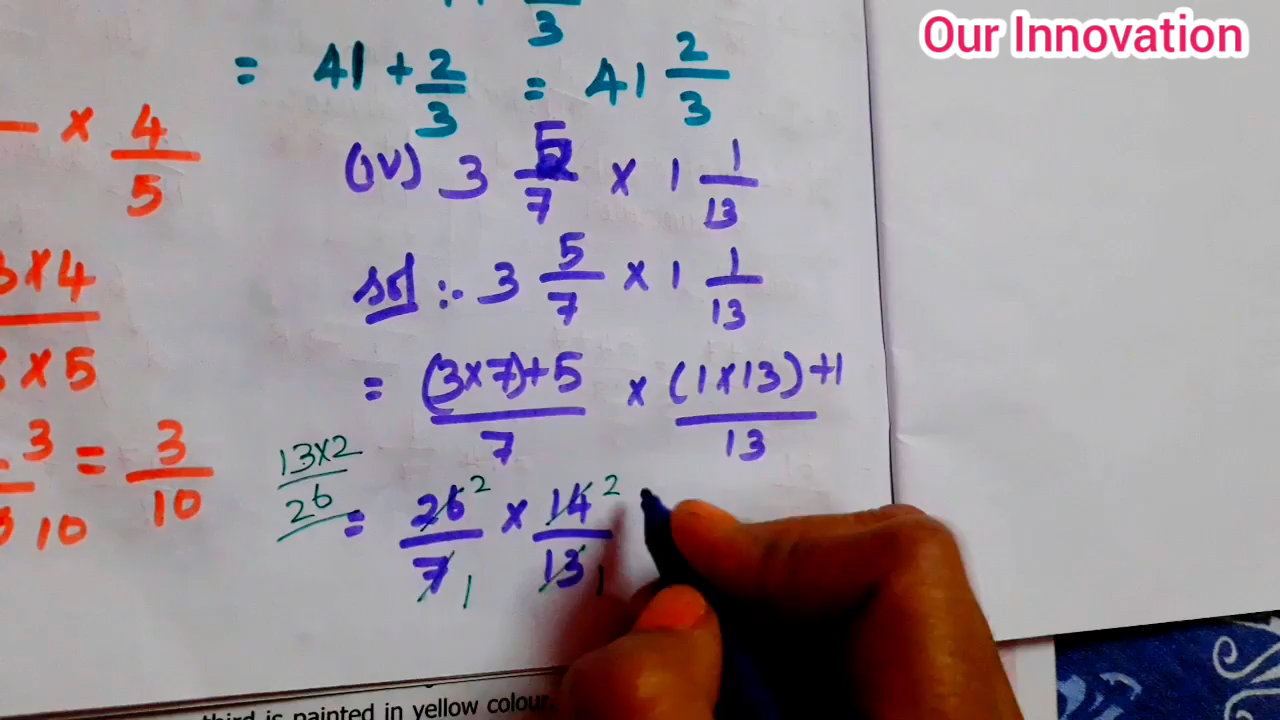 Our Innovation
3
= 41 + 2/3 = 41 2/3
× 4/5
(iv) 3 5/7 × 1 1/13
sol :- 3 5/7 × 1 1/13
3×4
× 5
= (3×7)+5/7 × (1×13)+1/13
3 = 3/10
10
13×2
26
= 26 2/7 1 × 14 2/13 1
third is painted in yellow colour.